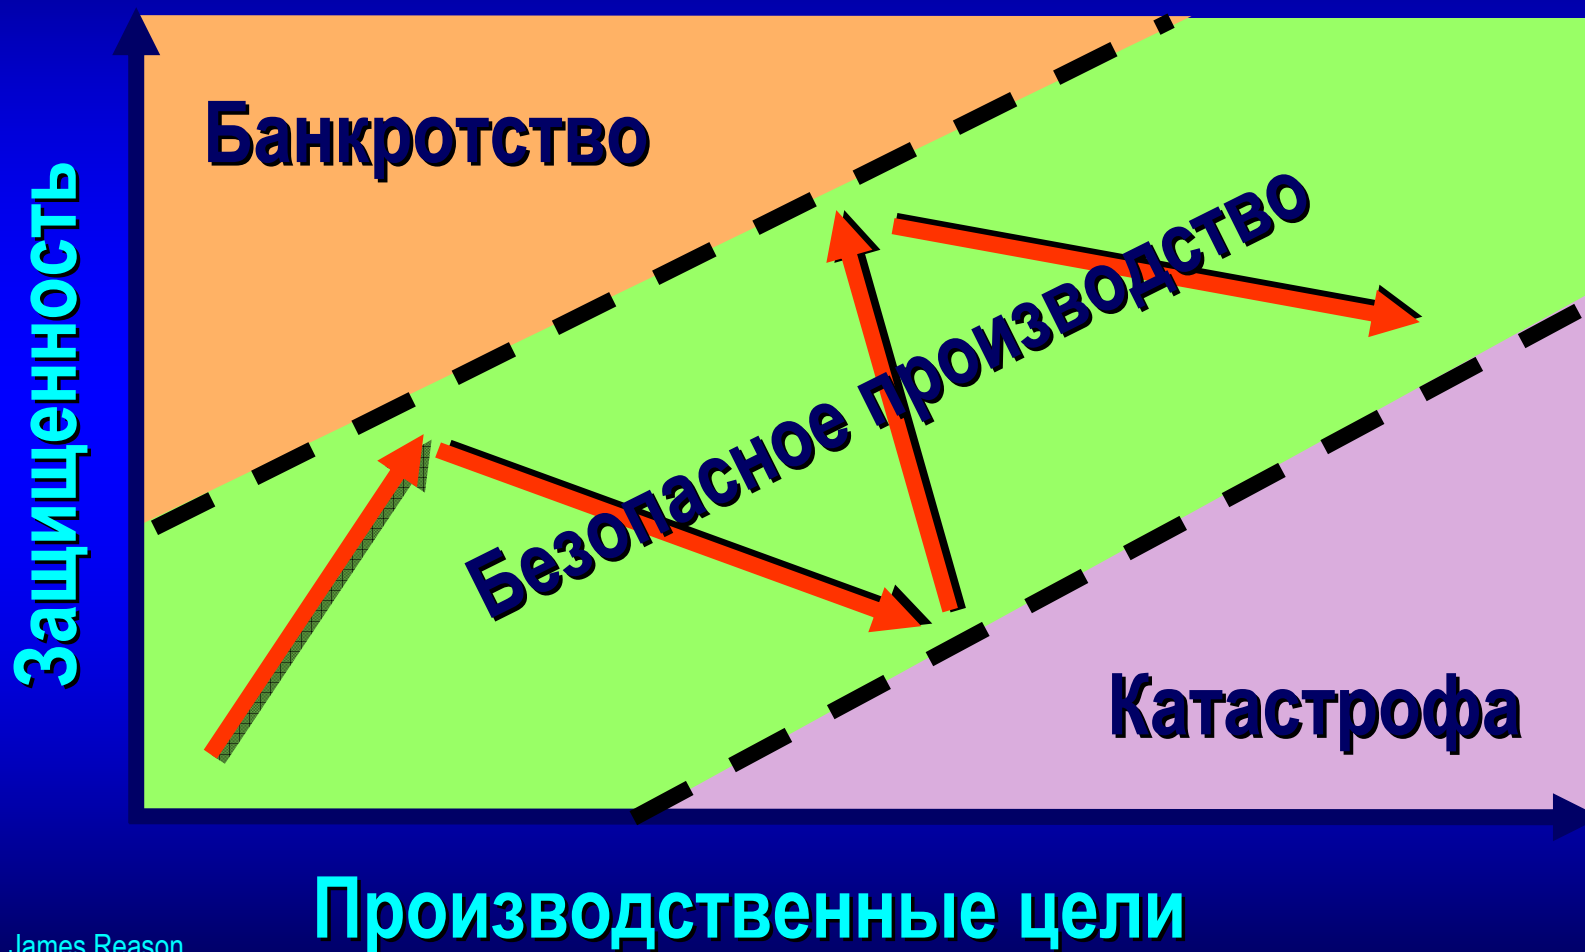 Банкротство
Защищенность
Безопасное производство
Катастрофа
Производственные цели
James Reason